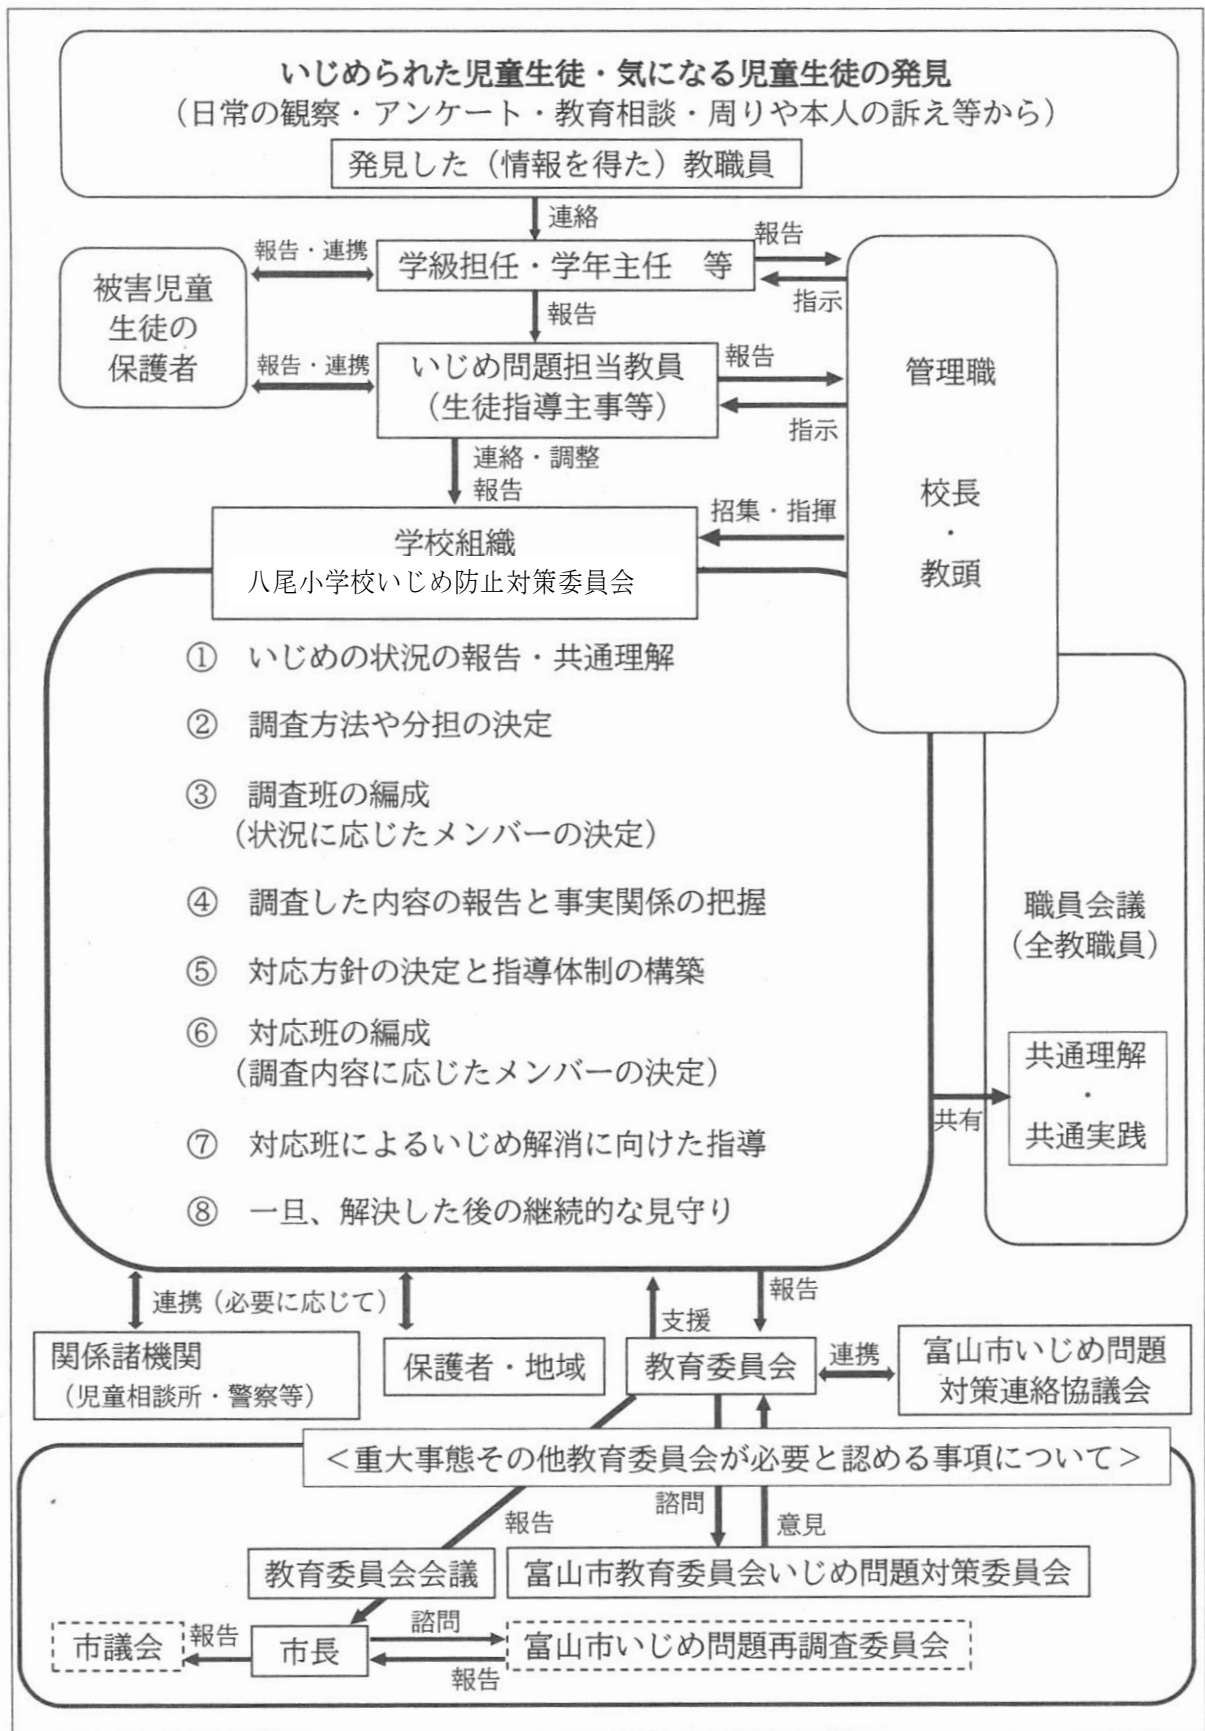 いじめられた児童生徒・気になる児童生徒の発見
（日常の観察・アンケート・教育相談・周りや本人の訴え等から）
発見した（情報を得た）教職員
連絡
報告・連携
学級担任・学年主任　等
報告
指示
被害児童
生徒の
保護者
報告
報告・連携
いじめ問題担当教員
（生徒指導主事等）
報告
指示
管理職
校長
・
教頭
連絡・調整
報告
招集・指揮
学校組織
八尾小学校いじめ防止対策委員会
①　いじめの状況の報告・共通理解
②　調査方法や分担の決定
③　調査班の編成
（状況に応じたメンバーの決定）
④　調査した内容の報告と事実関係の把握
⑤　対応方針の決定と指導体制の構築
⑥　対応班の編成
（調査内容に応じたメンバーの決定）
⑦　対応班によるいじめ解消に向けた指導
⑧　一旦、解決した後の継続的な見守り
職員会議
（全教職員）
共有
共通理解
・
共通実践
連携（必要に応じて）
支援
報告
関係諸機関
（児童相談所・警察等）
保護者・地域
教育委員会
連携
富山市いじめ問題
対策連絡協議会
＜重大事態その他教育委員会が必要と認める事項について＞
報告
諮問
意見
教育委員会会議
富山市教育委員会いじめ問題対策委員会
市議会
報告
市長
諮問
報告
富山市いじめ問題再調査委員会